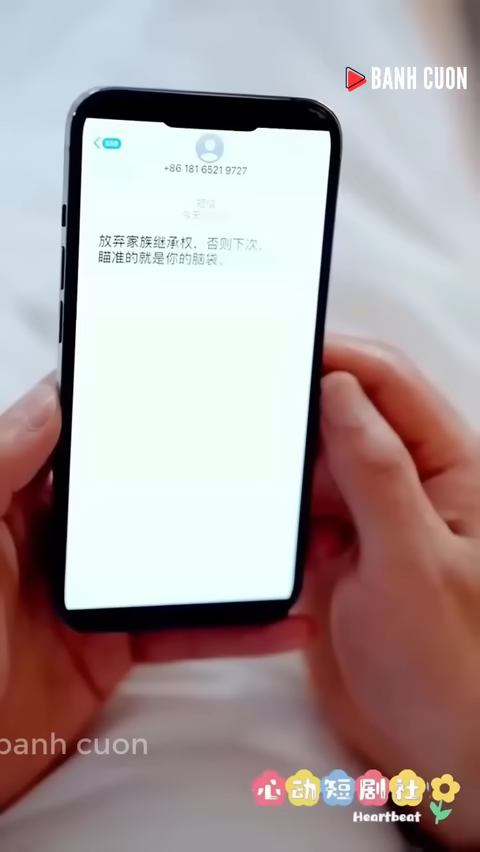 BANH CUON
+86 181 6521 9727
短信
放弃家族继承权，否则下次，
瞄准的就是你的脑袋。
banh cuon
心动短剧社
Heartbeat